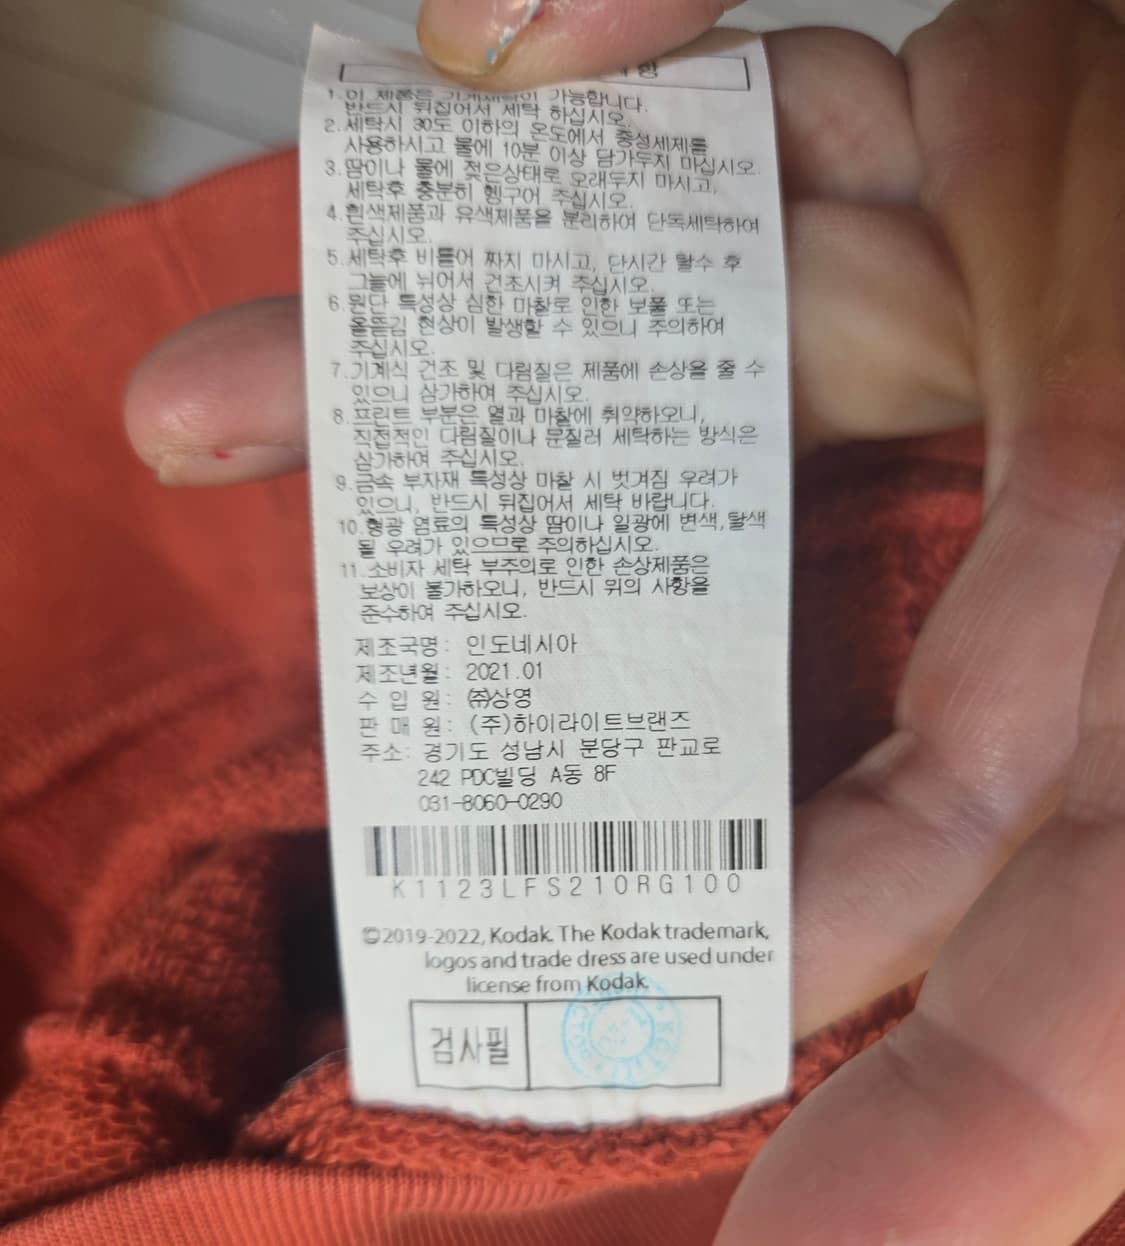 항
1.이 제품은 기계세탁이 가능합니다.
반드시 뒤집어서 세탁 하십시오.
2.세탁시 30도 이하의 온도에서 중성세제를
사용하시고 물에 10분 이상 담가두지 마십시오.
3.땀이나 물에 젖은상태로 오래두지 마시고,
세탁후 충분히 헹구어 주십시오.
4.흰색제품과 유색제품을 분리하여 단독세탁하여
주십시오.
5.세탁후 비틀어 짜지 마시고, 단시간 탈수 후
그늘에 뉘어서 건조시켜 주십시오.
6.원단 특성상 심한 마찰로 인한 보풀 또는
올뜯김 현상이 발생할 수 있으니 주의하여
주십시오.
7.기계식 건조 및 다림질은 제품에 손상을 줄 수
있으니 삼가하여 주십시오.
8.프린트 부분은 열과 마찰에 취약하오니,
직접적인 다림질이나 문질러 세탁하는 방식은
삼가하여 주십시오.
9.금속 부자재 특성상 마찰 시 벗겨짐 우려가
있으니, 반드시 뒤집어서 세탁 바랍니다.
10.형광 염료의 특성상 땀이나 일광에 변색,탈색
될 우려가 있으므로 주의하십시오.
11.소비자 세탁 부주의로 인한 손상제품은
보상이 불가하오니, 반드시 위의 사항을
준수하여 주십시오.
제조국명: 인도네시아
제조년월: 2021.01
수 입 원: ㈜상영
판 매 원: (주)하이라이트브랜즈
주소: 경기도 성남시 분당구 판교로
242 PDC빌딩 A동 8F
031-8060-0290
K1123LFS210RG100
©2019-2022, Kodak. The Kodak trademark,
logos and trade dress are used under
license from Kodak.
검사필